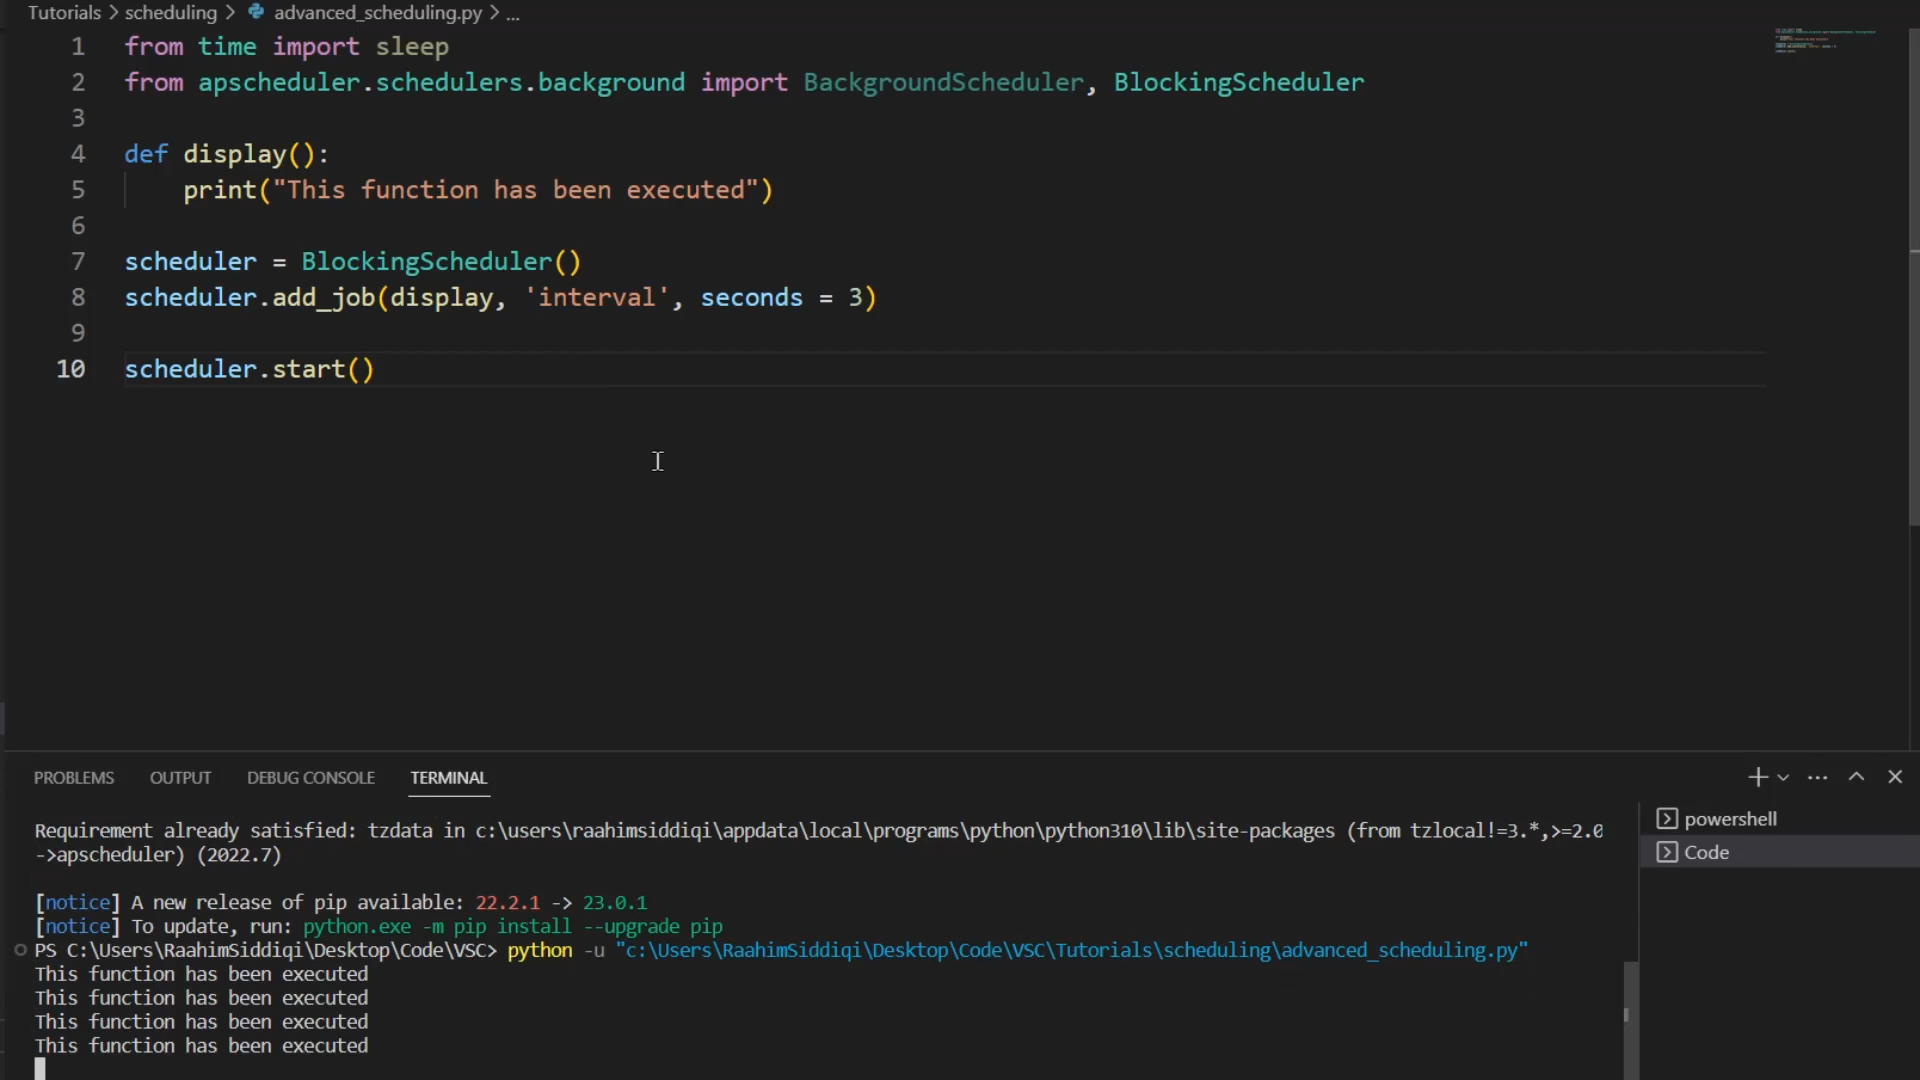 Tutorials > scheduling > advanced_scheduling.py > ...
1 from time import sleep
2 from apscheduler.schedulers.background import BackgroundScheduler, BlockingScheduler
3
4 def display():
5 print("This function has been executed")
6
7 scheduler = BlockingScheduler()
8 scheduler.add_job(display, 'interval', seconds = 3)
9
10 scheduler.start()
PROBLEMS OUTPUT DEBUG CONSOLE TERMINAL
Requirement already satisfied: tzdata in c:\users\raahimsiddiqi\appdata\local\programs\python\python310\lib\site-packages (from tzlocal!=3.*,>=2.0
->apscheduler) (2022.7)
[notice] A new release of pip available: 22.2.1 -> 23.0.1
[notice] To update, run: python.exe -m pip install --upgrade pip
PS C:\Users\RaahimSiddiqi\Desktop\Code\VSC> python -u "c:\Users\RaahimSiddiqi\Desktop\Code\VSC\Tutorials\scheduling\advanced_scheduling.py"
This function has been executed
This function has been executed
This function has been executed
This function has been executed
powershell
Code